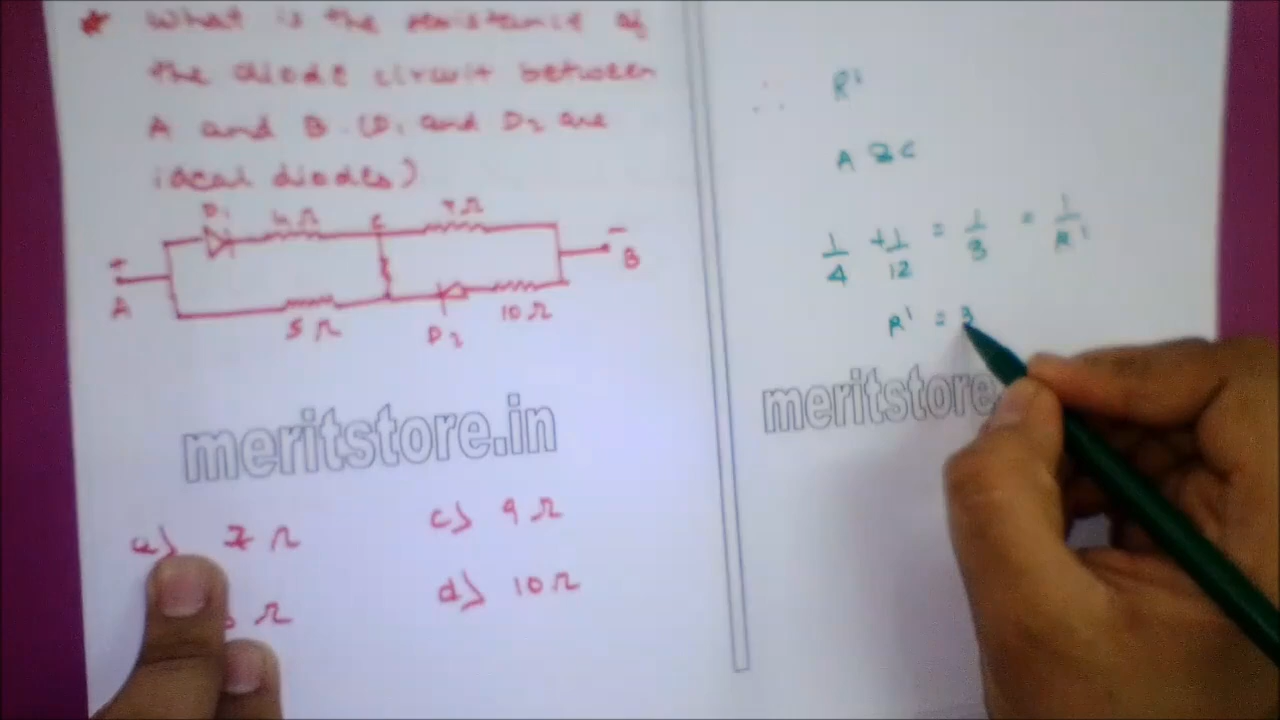 * What is the resistance of
the diode circuit between
A and B. (D1 and D2 are
ideal diodes)
D1 4Ω C 7Ω
+ A - B
5Ω D2 10Ω
meritstore.in
a) 7Ω c) 9Ω
Ω d) 10Ω
∴ R'
A & C
1/4 + 1/12 = 1/3 = 1/R'
R' = 3
meritstore